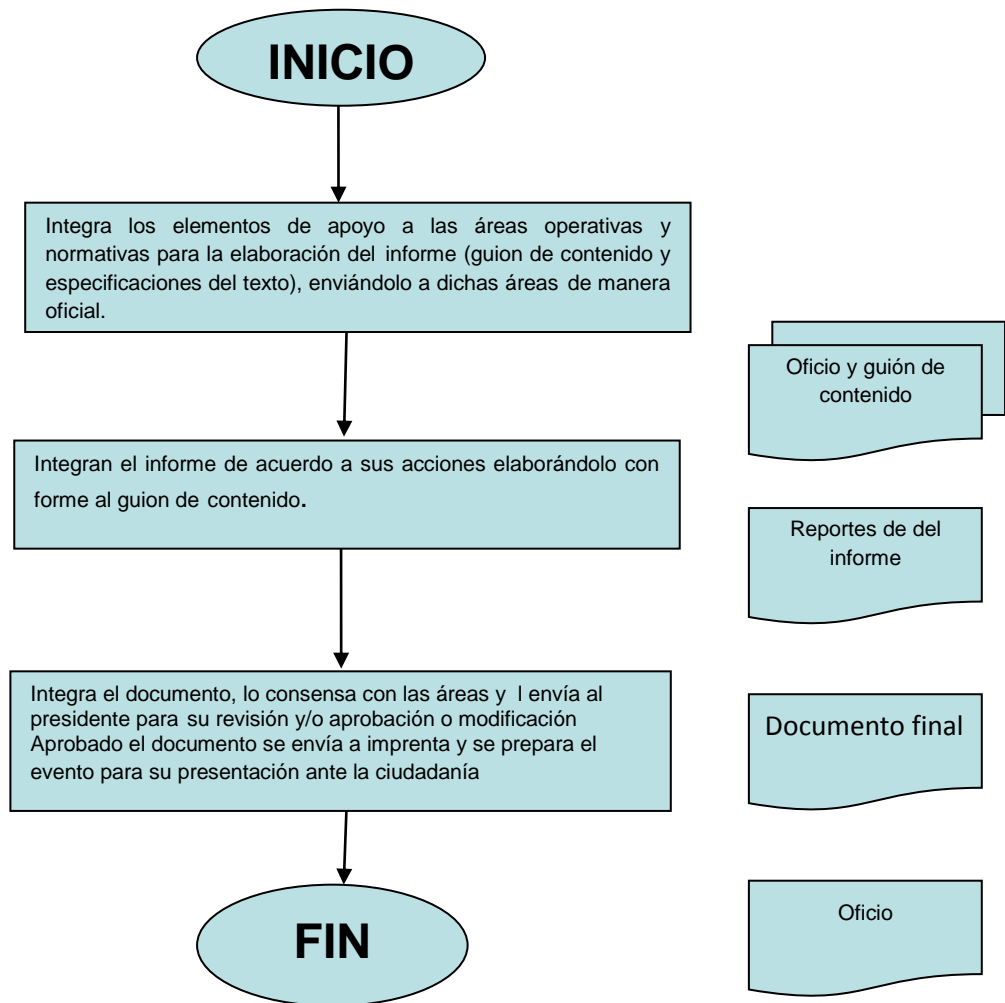 INICIO
Integra los elementos de apoyo a las áreas operativas y
normativas para la elaboración del informe (guion de contenido y
especificaciones del texto), enviándolo a dichas áreas de manera
oficial.
Oficio y guión de
contenido
Integran el informe de acuerdo a sus acciones elaborándolo con
forme al guion de contenido.
Reportes de del
informe
Integra el documento, lo consensa con las áreas y l envía al
presidente para su revisión y/o aprobación o modificación
Aprobado el documento se envía a imprenta y se prepara el
evento para su presentación ante la ciudadanía
Documento final
Oficio
FIN